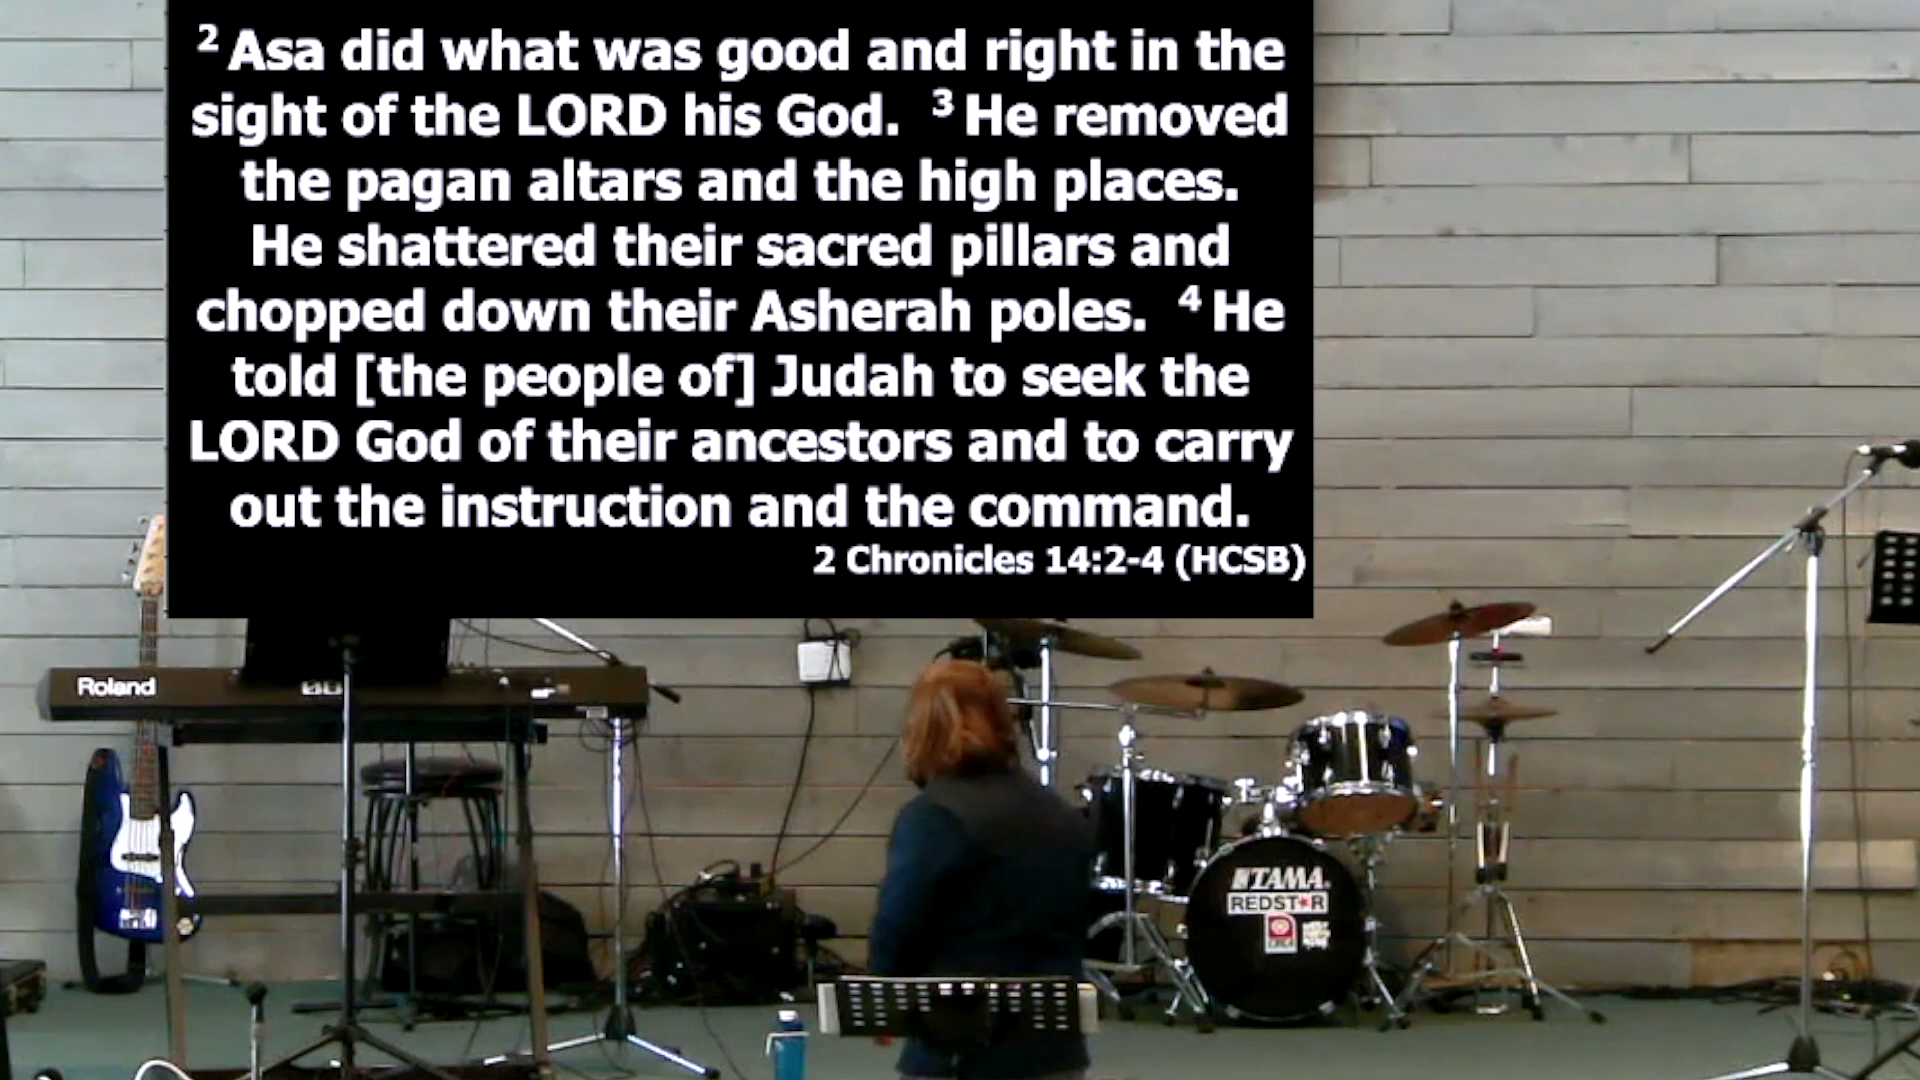 ² Asa did what was good and right in the
sight of the LORD his God. ³ He removed
the pagan altars and the high places.
He shattered their sacred pillars and
chopped down their Asherah poles. ⁴ He
told [the people of] Judah to seek the
LORD God of their ancestors and to carry
out the instruction and the command.
2 Chronicles 14:2-4 (HCSB)
Roland
TAMA
REDST★R